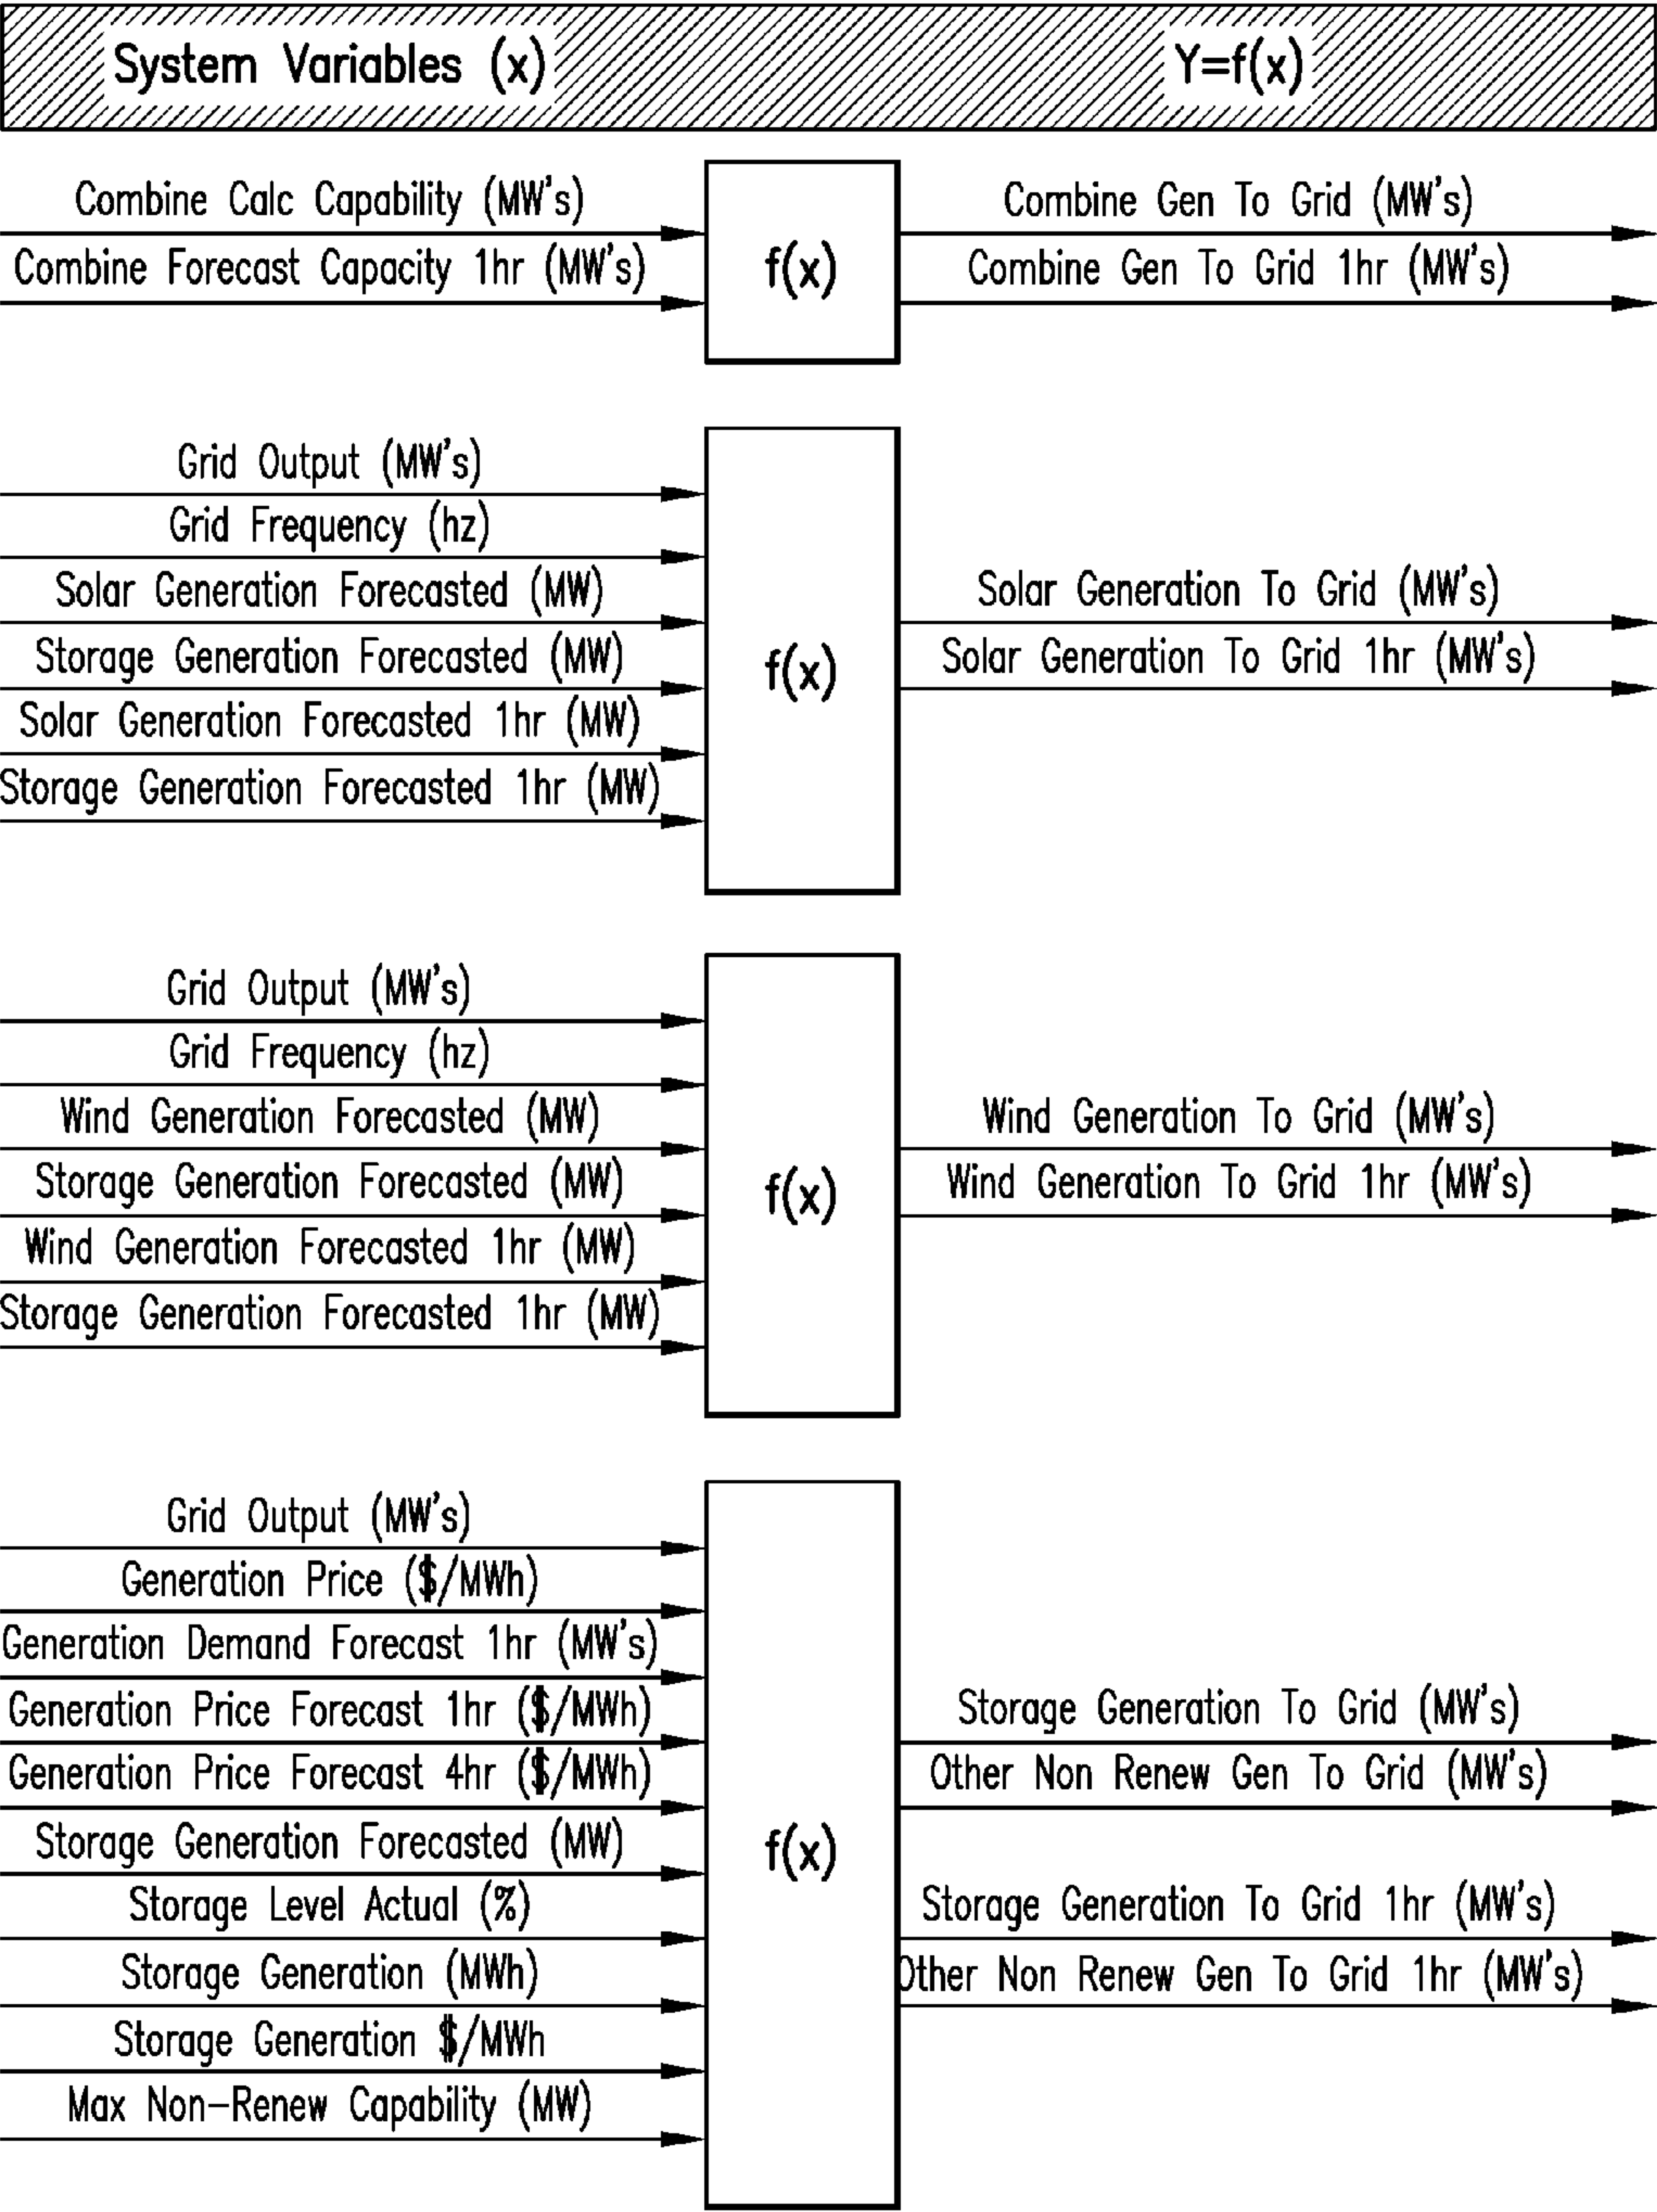 System Variables (x)
Y=f(x)
Combine Calc Capability (MW's)
Combine Forecast Capacity 1hr (MW's)
f(x)
Combine Gen To Grid (MW's)
Combine Gen To Grid 1hr (MW's)
Grid Output (MW's)
Grid Frequency (hz)
Solar Generation Forecasted (MW)
Storage Generation Forecasted (MW)
Solar Generation Forecasted 1hr (MW)
Storage Generation Forecasted 1hr (MW)
f(x)
Solar Generation To Grid (MW's)
Solar Generation To Grid 1hr (MW's)
Grid Output (MW's)
Grid Frequency (hz)
Wind Generation Forecasted (MW)
Storage Generation Forecasted (MW)
Wind Generation Forecasted 1hr (MW)
Storage Generation Forecasted 1hr (MW)
f(x)
Wind Generation To Grid (MW's)
Wind Generation To Grid 1hr (MW's)
Grid Output (MW's)
Generation Price ($/MWh)
Generation Demand Forecast 1hr (MW's)
Generation Price Forecast 1hr ($/MWh)
Generation Price Forecast 4hr ($/MWh)
Storage Generation Forecasted (MW)
Storage Level Actual (%)
Storage Generation (MWh)
Storage Generation $/MWh
Max Non-Renew Capability (MW)
f(x)
Storage Generation To Grid (MW's)
Other Non Renew Gen To Grid (MW's)
Storage Generation To Grid 1hr (MW's)
Other Non Renew Gen To Grid 1hr (MW's)